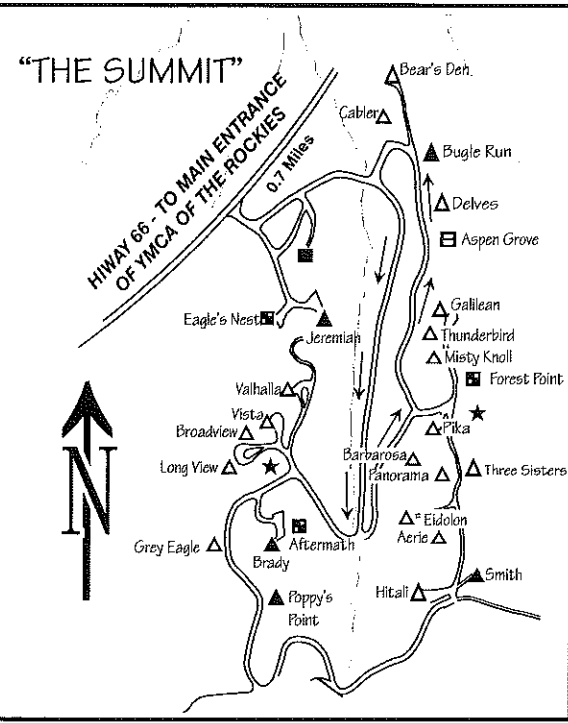 "THE SUMMIT"
HIWAY 66 - TO MAIN ENTRANCE
OF YMCA OF THE ROCKIES
0.7 Miles
Bear's Den
Cabler
Bugle Run
Delves
Aspen Grove
Eagle's Nest
Jeremiah
Galilean
Thunderbird
Misty Knoll
Forest Point
Valhalla
Vista
Broadview
Pika
Long View
Barbarosa
Panorama
Three Sisters
N
Eidolon
Aerie
Grey Eagle
Brady
Aftermath
Hitali
Smith
Poppy's
Point